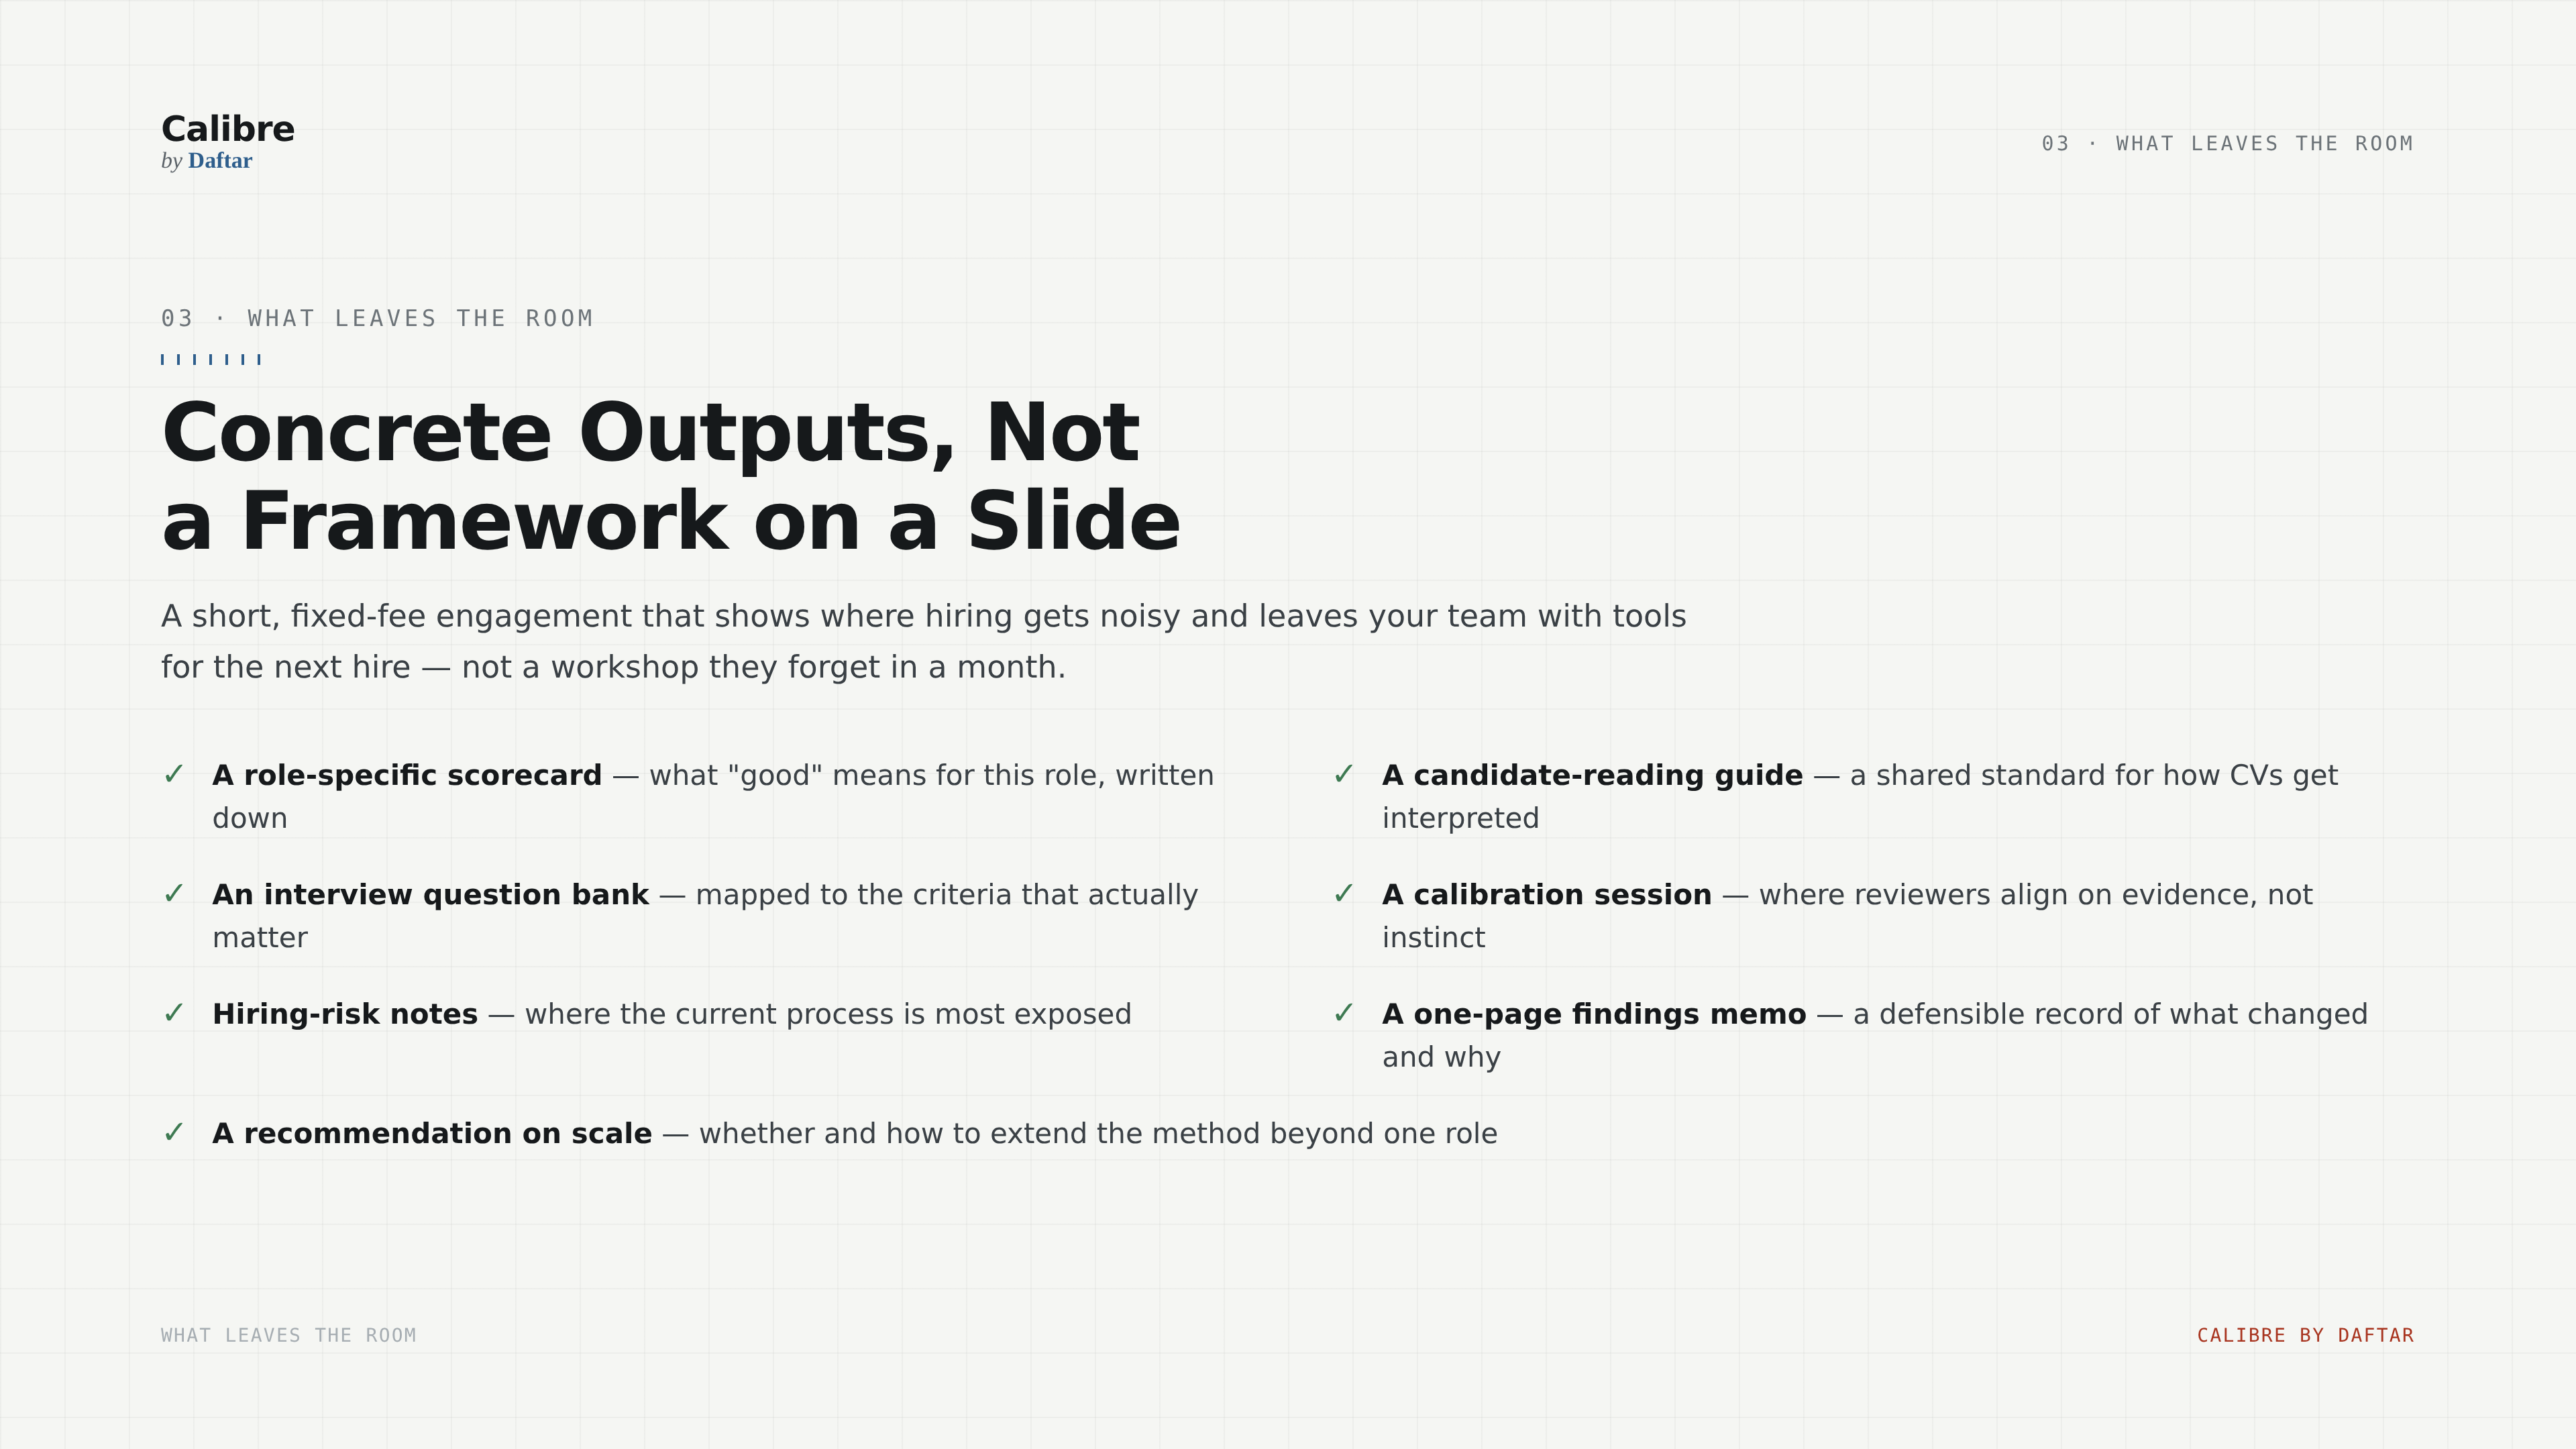 Calibre
by Daftar
03 · WHAT LEAVES THE ROOM
03 · WHAT LEAVES THE ROOM
Concrete Outputs, Not
a Framework on a Slide
A short, fixed-fee engagement that shows where hiring gets noisy and leaves your team with tools
for the next hire — not a workshop they forget in a month.
✓ A role-specific scorecard — what "good" means for this role, written
down
✓ A candidate-reading guide — a shared standard for how CVs get
interpreted
✓ An interview question bank — mapped to the criteria that actually
matter
✓ A calibration session — where reviewers align on evidence, not
instinct
✓ Hiring-risk notes — where the current process is most exposed
✓ A one-page findings memo — a defensible record of what changed
and why
✓ A recommendation on scale — whether and how to extend the method beyond one role
WHAT LEAVES THE ROOM
CALIBRE BY DAFTAR